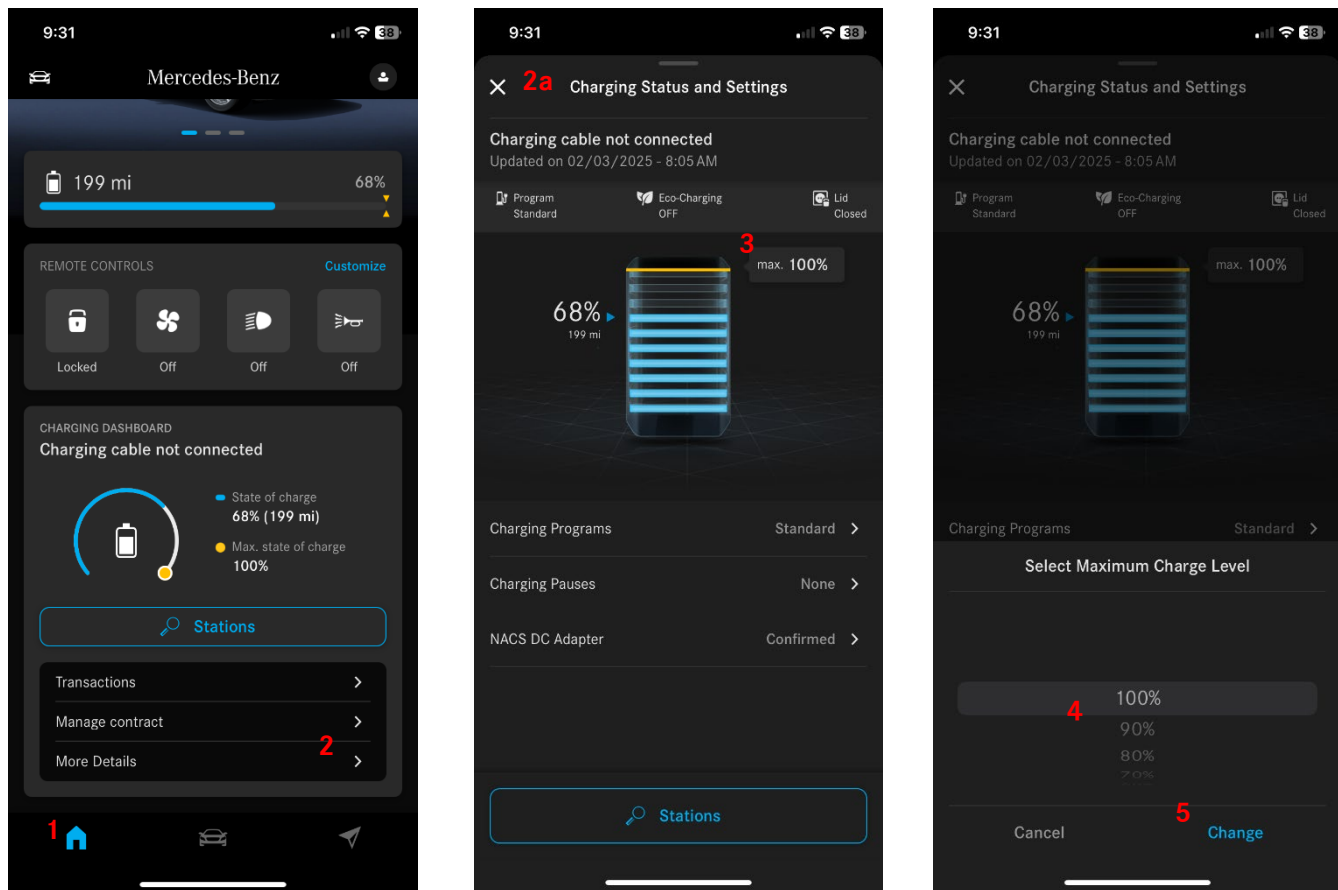 9:31
38
Mercedes-Benz
199 mi
68%
REMOTE CONTROLS
Customize
Locked
Off
Off
Off
CHARGING DASHBOARD
Charging cable not connected
State of charge
68% (199 mi)
Max. state of charge
100%
Stations
Transactions
Manage contract
2
More Details
1
9:31
38
2a
Charging Status and Settings
Charging cable not connected
Updated on 02/03/2025 - 8:05 AM
Program
Standard
Eco-Charging
OFF
Lid
Closed
3
max. 100%
68%
199 mi
Charging Programs
Standard
Charging Pauses
None
NACS DC Adapter
Confirmed
Stations
9:31
38
Charging Status and Settings
Charging cable not connected
Updated on 02/03/2025 - 8:05 AM
Program
Standard
Eco-Charging
OFF
Lid
Closed
max. 100%
68%
199 mi
Charging Programs
Standard
Select Maximum Charge Level
100%
4
90%
80%
70%
5
Cancel
Change